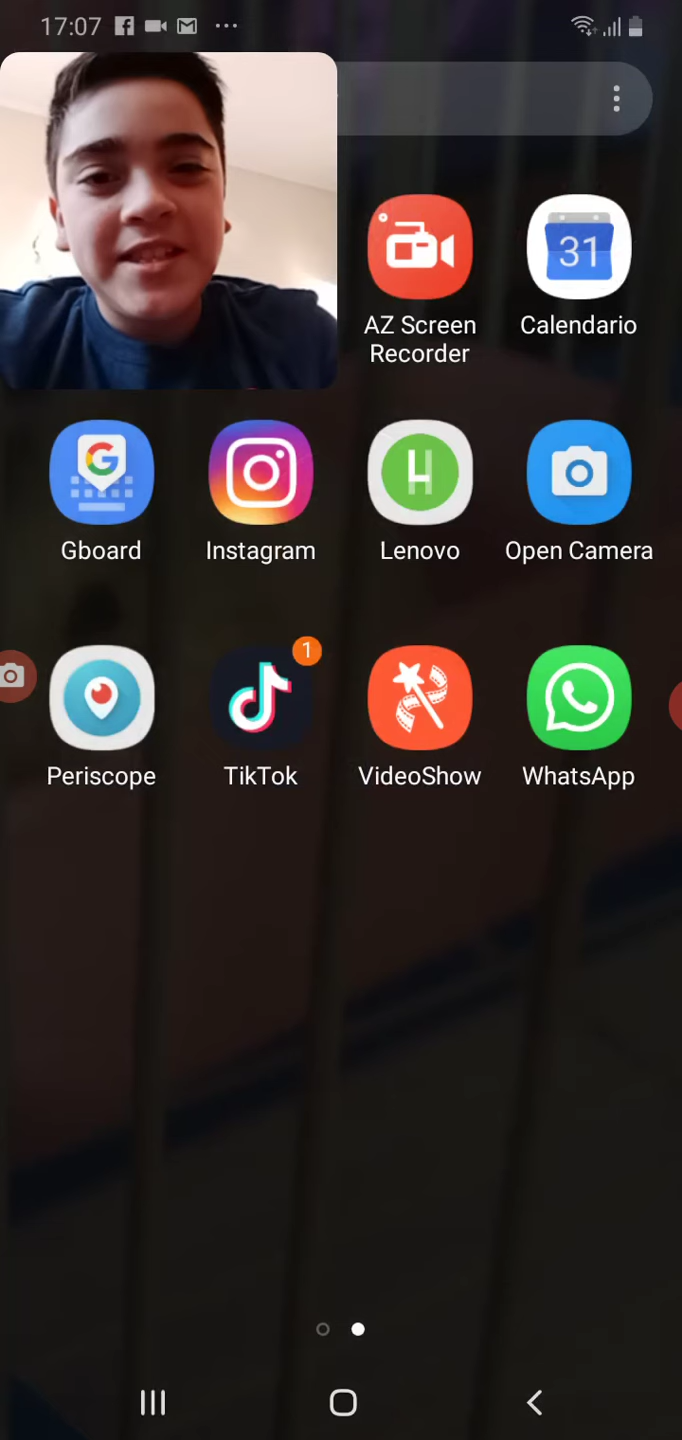 17:07
AZ Screen
Recorder
Calendario
31
Gboard
Instagram
Lenovo
Open Camera
1
Periscope
TikTok
VideoShow
WhatsApp